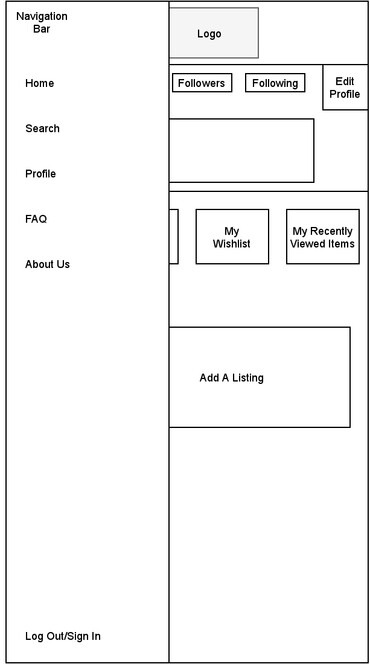 Navigation
Bar
Logo
Home
Followers
Following
Edit
Profile
Search
Profile
FAQ
My
Wishlist
My Recently
Viewed Items
About Us
Add A Listing
Log Out/Sign In